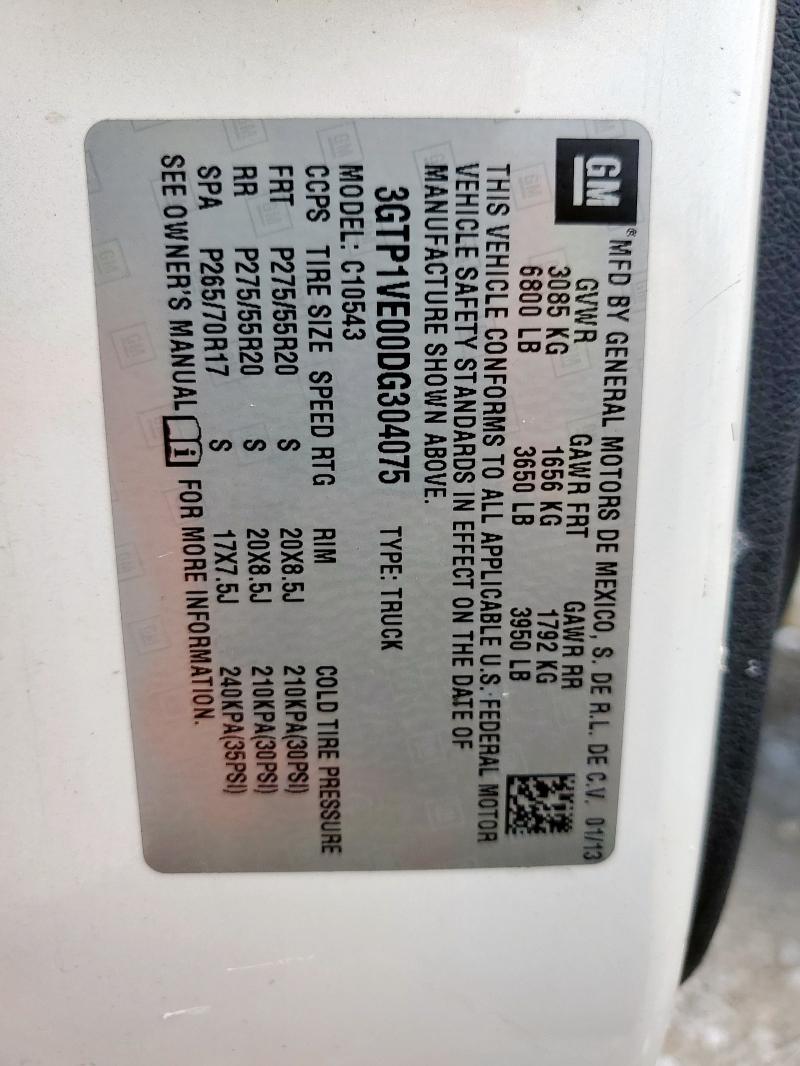 GM
® MFD BY GENERAL MOTORS DE MEXICO, S. DE R.L. DE C.V. 01/13
GVWR GAWR FRT GAWR RR
3085 KG 1656 KG 1792 KG
6800 LB 3650 LB 3950 LB
THIS VEHICLE CONFORMS TO ALL APPLICABLE U.S. FEDERAL MOTOR
VEHICLE SAFETY STANDARDS IN EFFECT ON THE DATE OF
MANUFACTURE SHOWN ABOVE.
3GTP1VE00DG304075 TYPE: TRUCK
MODEL: C10543
CCPS TIRE SIZE SPEED RTG RIM COLD TIRE PRESSURE
FRT P275/55R20 S 20X8.5J 210KPA(30PSI)
RR P275/55R20 S 20X8.5J 210KPA(30PSI)
SPA P265/70R17 S 17X7.5J 240KPA(35PSI)
SEE OWNER'S MANUAL i FOR MORE INFORMATION.